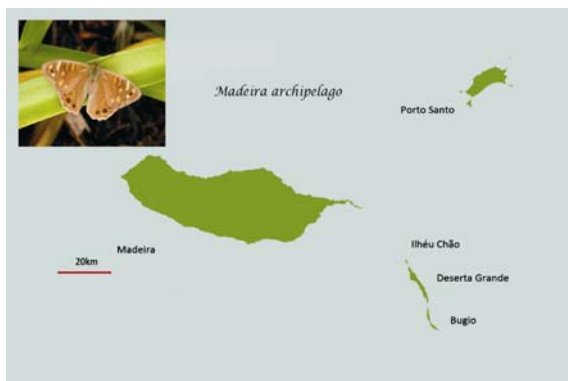 Madeira archipelago
Porto Santo
Madeira
20km
Ilhéu Chão
Deserta Grande
Bugio